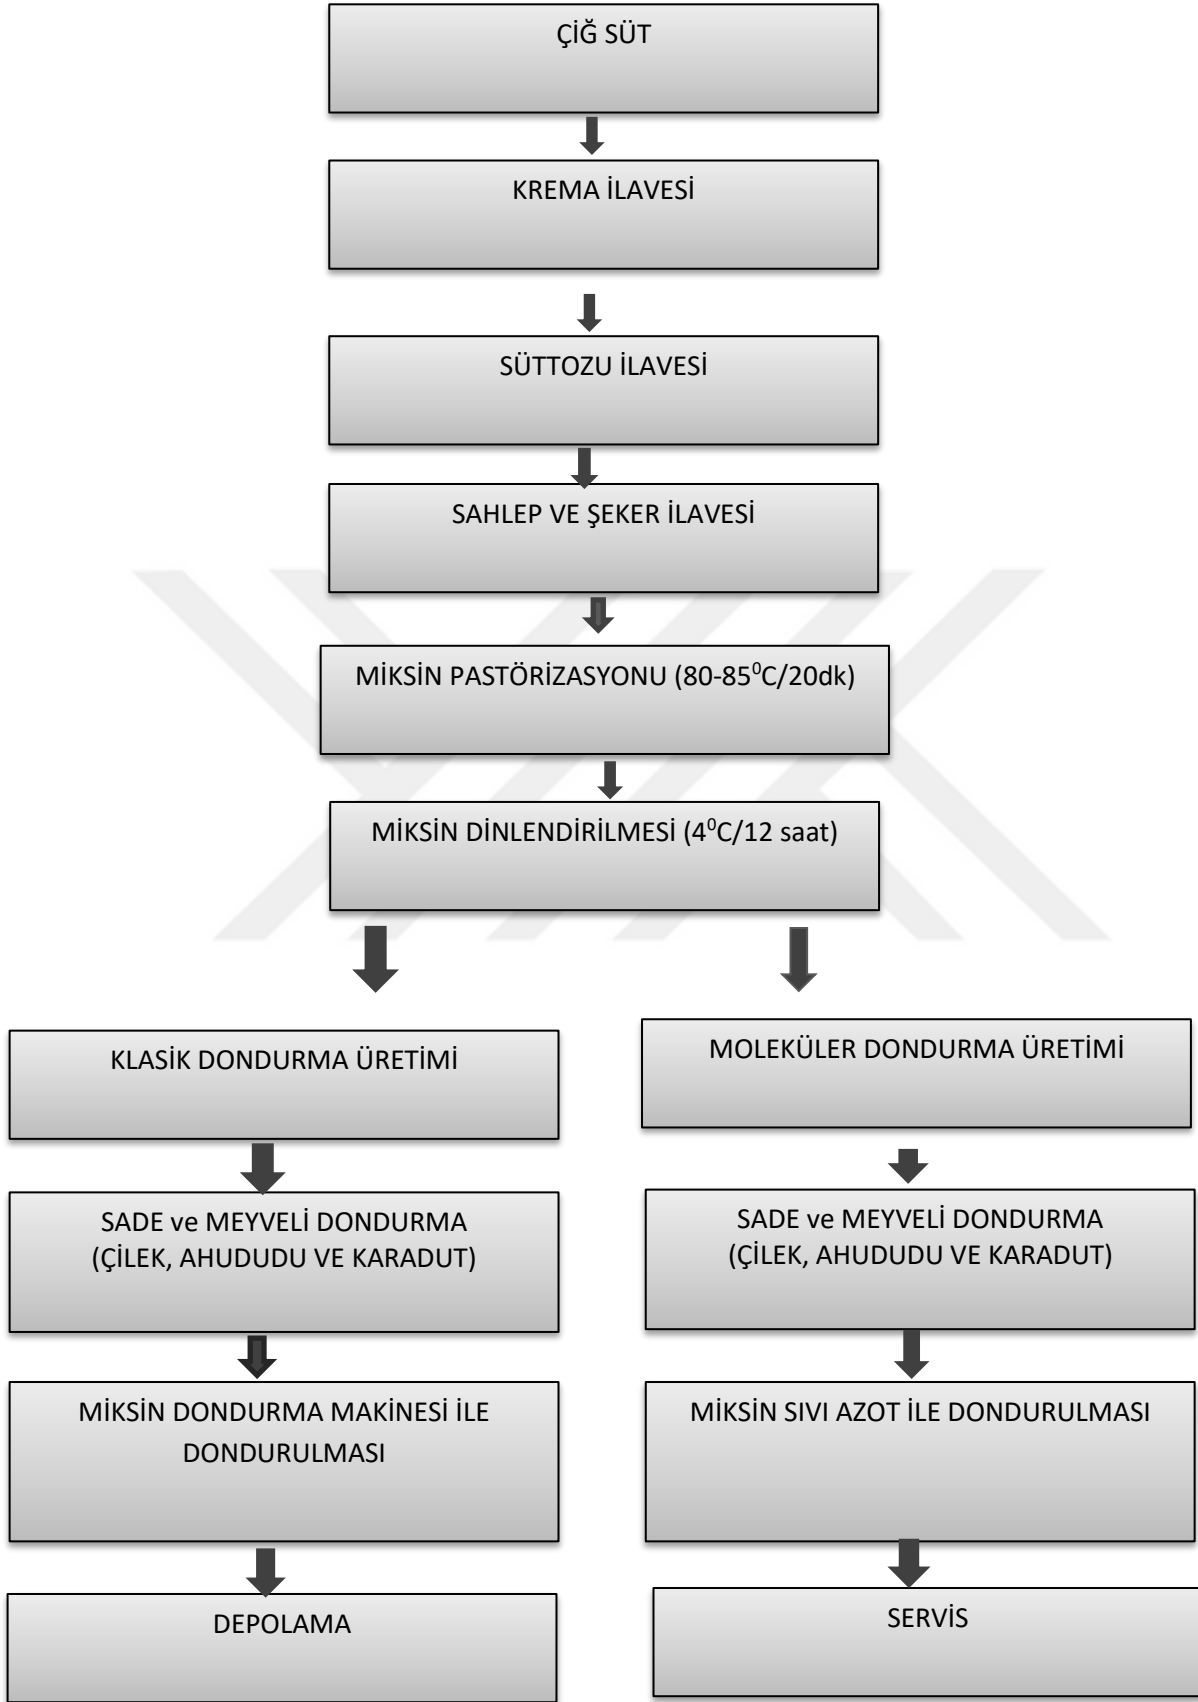 ÇİĞ SÜT
KREMA İLAVESİ
SÜTTOZU İLAVESİ
SAHLEP VE ŞEKER İLAVESİ
MİKSİN PASTÖRİZASYONU (80-85⁰C/20dk)
MİKSİN DİNLENDİRİLMESİ (4⁰C/12 saat)
KLASİK DONDURMA ÜRETİMİ
SADE ve MEYVELİ DONDURMA
(ÇİLEK, AHUDUDU VE KARADUT)
MİKSİN DONDURMA MAKİNESİ İLE
DONDURULMASI
DEPOLAMA
MOLEKÜLER DONDURMA ÜRETİMİ
SADE ve MEYVELİ DONDURMA
(ÇİLEK, AHUDUDU VE KARADUT)
MİKSİN SIVI AZOT İLE DONDURULMASI
SERVİS